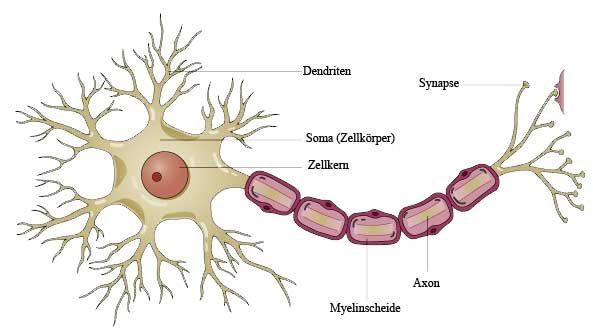 Dendriten
Synapse
Soma (Zellkörper)
Zellkern
Axon
Myelinscheide